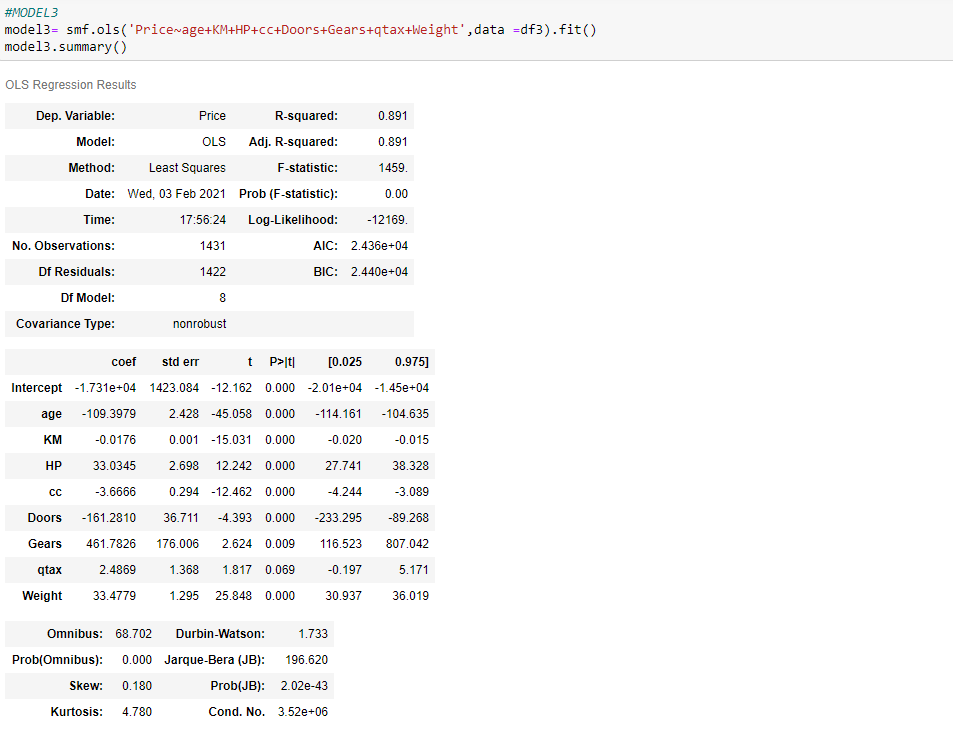 #MODEL3
model3= smf.ols('Price~age+KM+HP+cc+Doors+Gears+qtax+Weight',data =df3).fit()
model3.summary()
OLS Regression Results
Dep. Variable: Price R-squared: 0.891
Model: OLS Adj. R-squared: 0.891
Method: Least Squares F-statistic: 1459.
Date: Wed, 03 Feb 2021 Prob (F-statistic): 0.00
Time: 17:56:24 Log-Likelihood: -12169.
No. Observations: 1431 AIC: 2.436e+04
Df Residuals: 1422 BIC: 2.440e+04
Df Model: 8
Covariance Type: nonrobust
coef std err t P>|t| [0.025 0.975]
Intercept -1.731e+04 1423.084 -12.162 0.000 -2.01e+04 -1.45e+04
age -109.3979 2.428 -45.058 0.000 -114.161 -104.635
KM -0.0176 0.001 -15.031 0.000 -0.020 -0.015
HP 33.0345 2.698 12.242 0.000 27.741 38.328
cc -3.6666 0.294 -12.462 0.000 -4.244 -3.089
Doors -161.2810 36.711 -4.393 0.000 -233.295 -89.268
Gears 461.7826 176.006 2.624 0.009 116.523 807.042
qtax 2.4869 1.368 1.817 0.069 -0.197 5.171
Weight 33.4779 1.295 25.848 0.000 30.937 36.019
Omnibus: 68.702 Durbin-Watson: 1.733
Prob(Omnibus): 0.000 Jarque-Bera (JB): 196.620
Skew: 0.180 Prob(JB): 2.02e-43
Kurtosis: 4.780 Cond. No. 3.52e+06